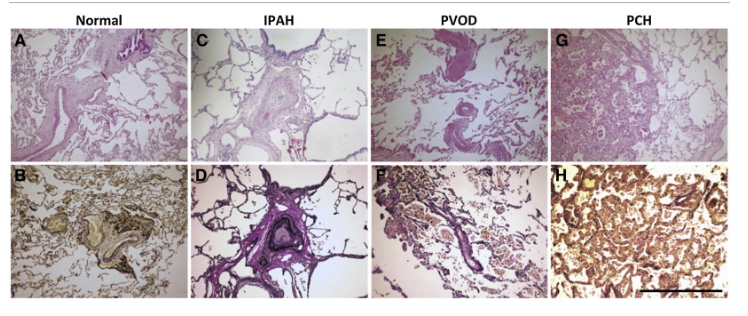 Normal IPAH PVOD PCH
A C E G
B D F H